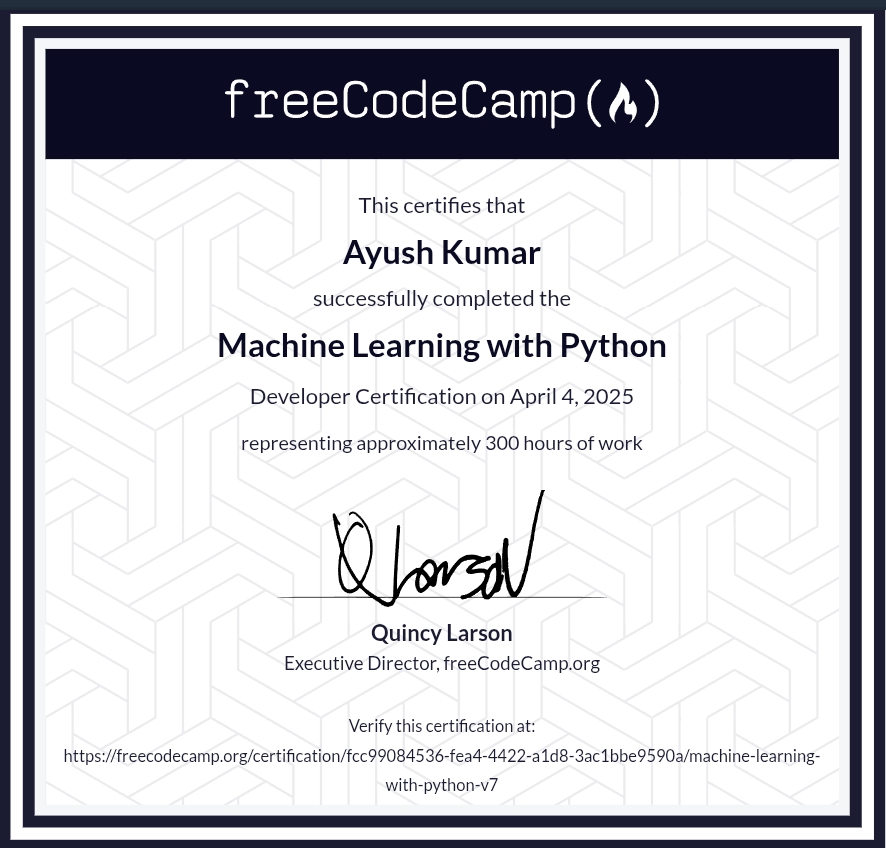 freeCodeCamp(🔥)
This certifies that
Ayush Kumar
successfully completed the
Machine Learning with Python
Developer Certification on April 4, 2025
representing approximately 300 hours of work
Q Larson
Quincy Larson
Executive Director, freeCodeCamp.org
Verify this certification at:
https://freecodecamp.org/certification/fcc99084536-fea4-4422-a1d8-3ac1bbe9590a/machine-learning-
with-python-v7